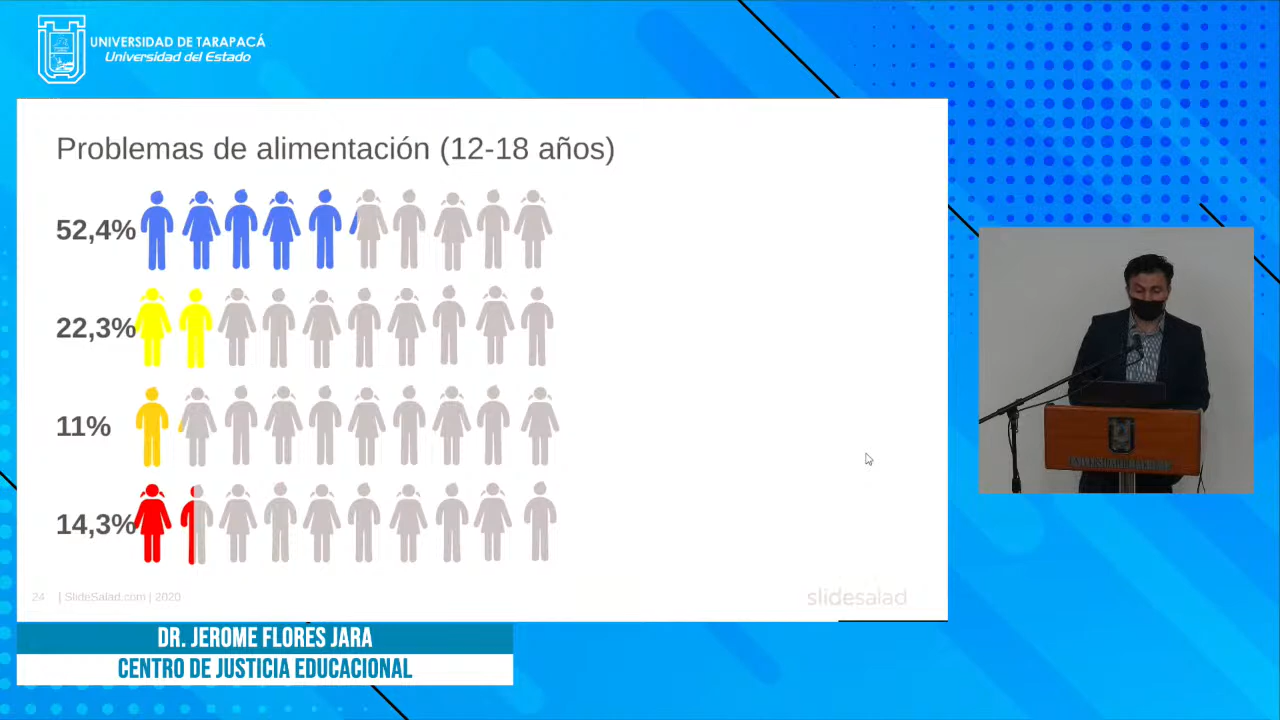 UNIVERSIDAD DE TARAPACÁ
Universidad del Estado
Problemas de alimentación (12-18 años)
52,4%
22,3%
11%
14,3%
24 | SlideSalad.com | 2020
slidesalad
DR. JEROME FLORES JARA
CENTRO DE JUSTICIA EDUCACIONAL